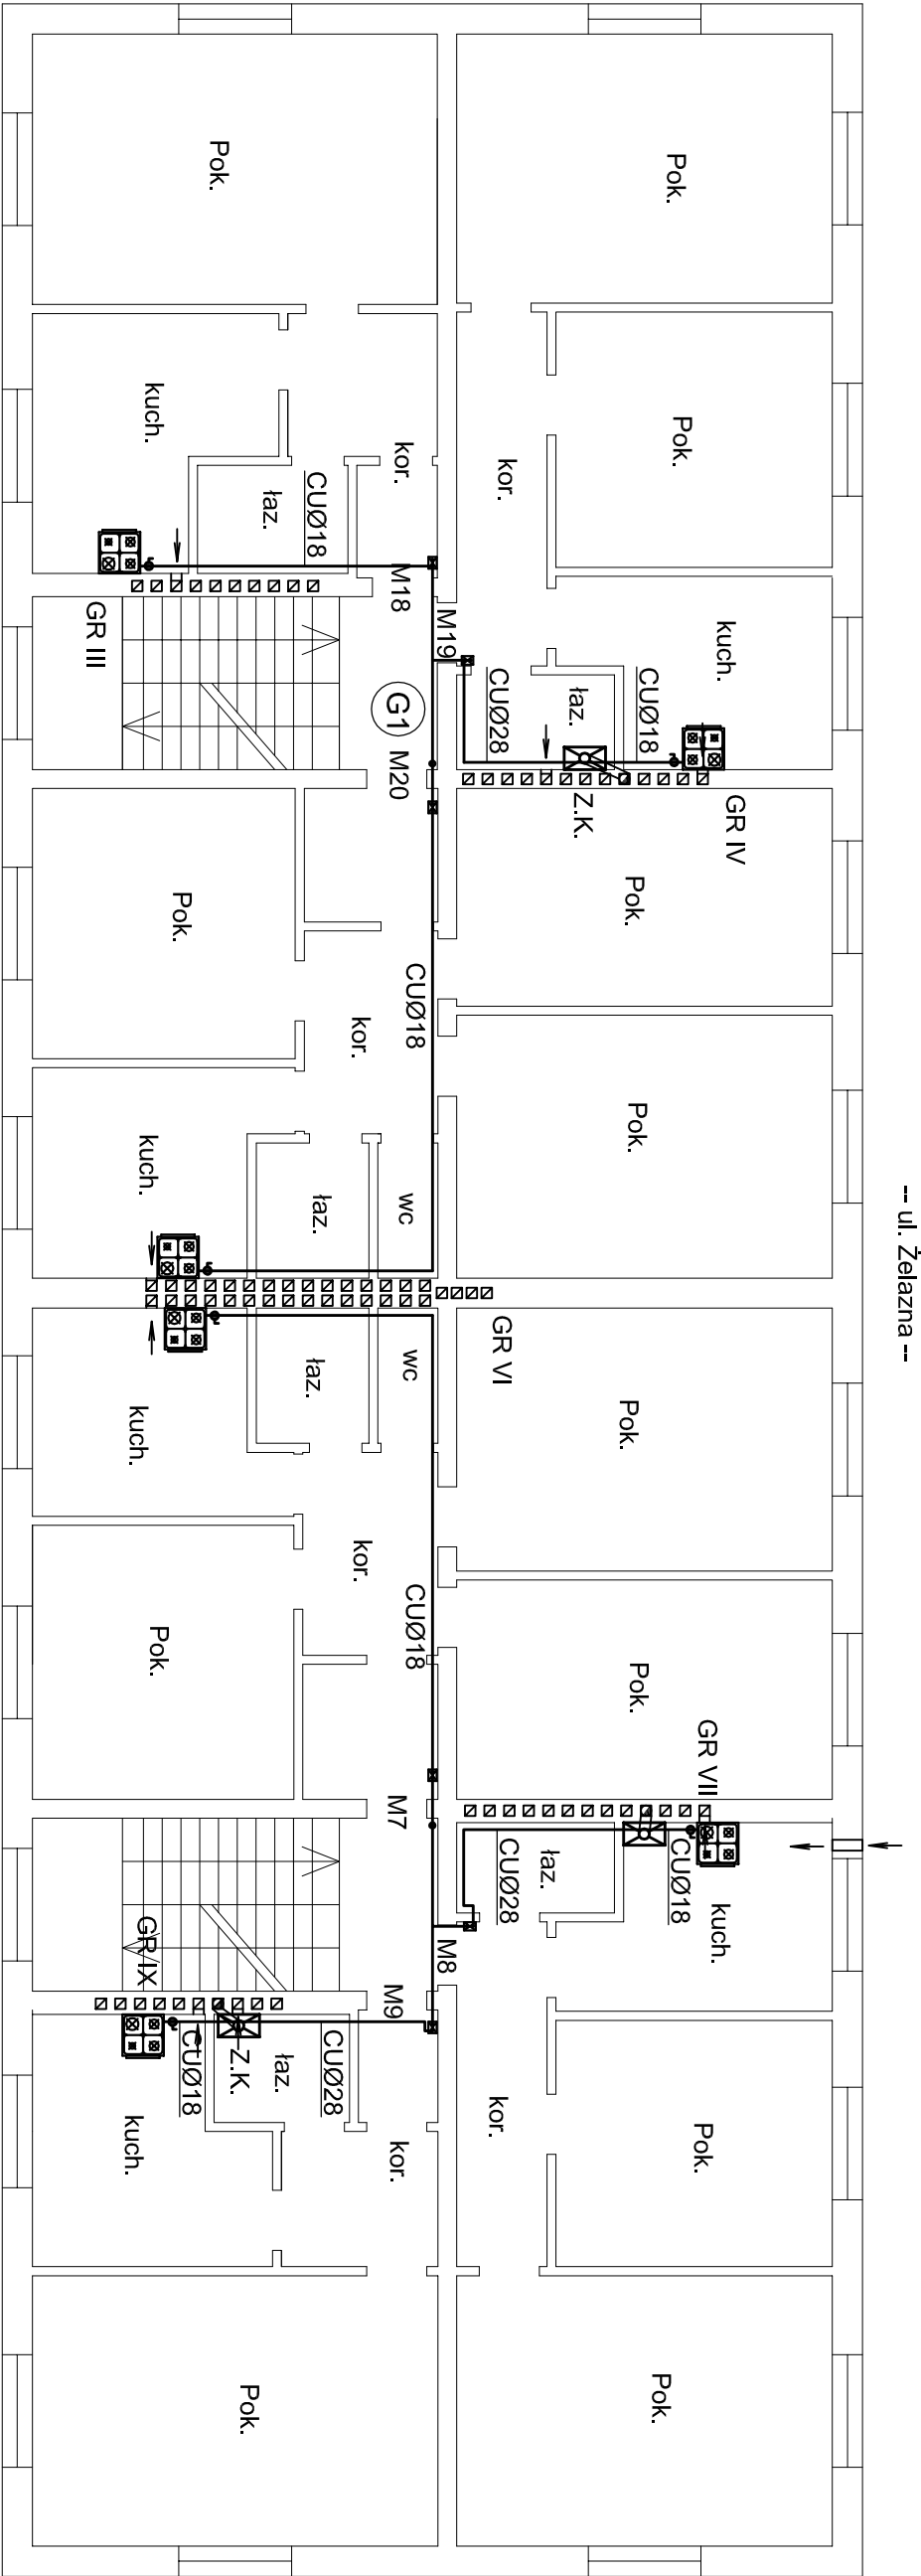 -- ul. Żelazna --
Pok.
Pok.
kuch.
GR IV
Pok.
Pok.
Pok.
Pok.
GR VII
kuch.
Pok.
Pok.
kor.
CUØ28
łaz.
CUØ18
Z.K.
GR VI
CUØ28
łaz.
CUØ18
kor.
M19
M8
kor.
M18
G1
M20
CUØ18
wc
wc
CUØ18
M7
M9
kor.
łaz.
CUØ18
kor.
łaz.
łaz.
kor.
Z.K.
łaz.
CUØ28
Pok.
kuch.
GR III
Pok.
kuch.
kuch.
Pok.
GR IX
CUØ18
kuch.
Pok.